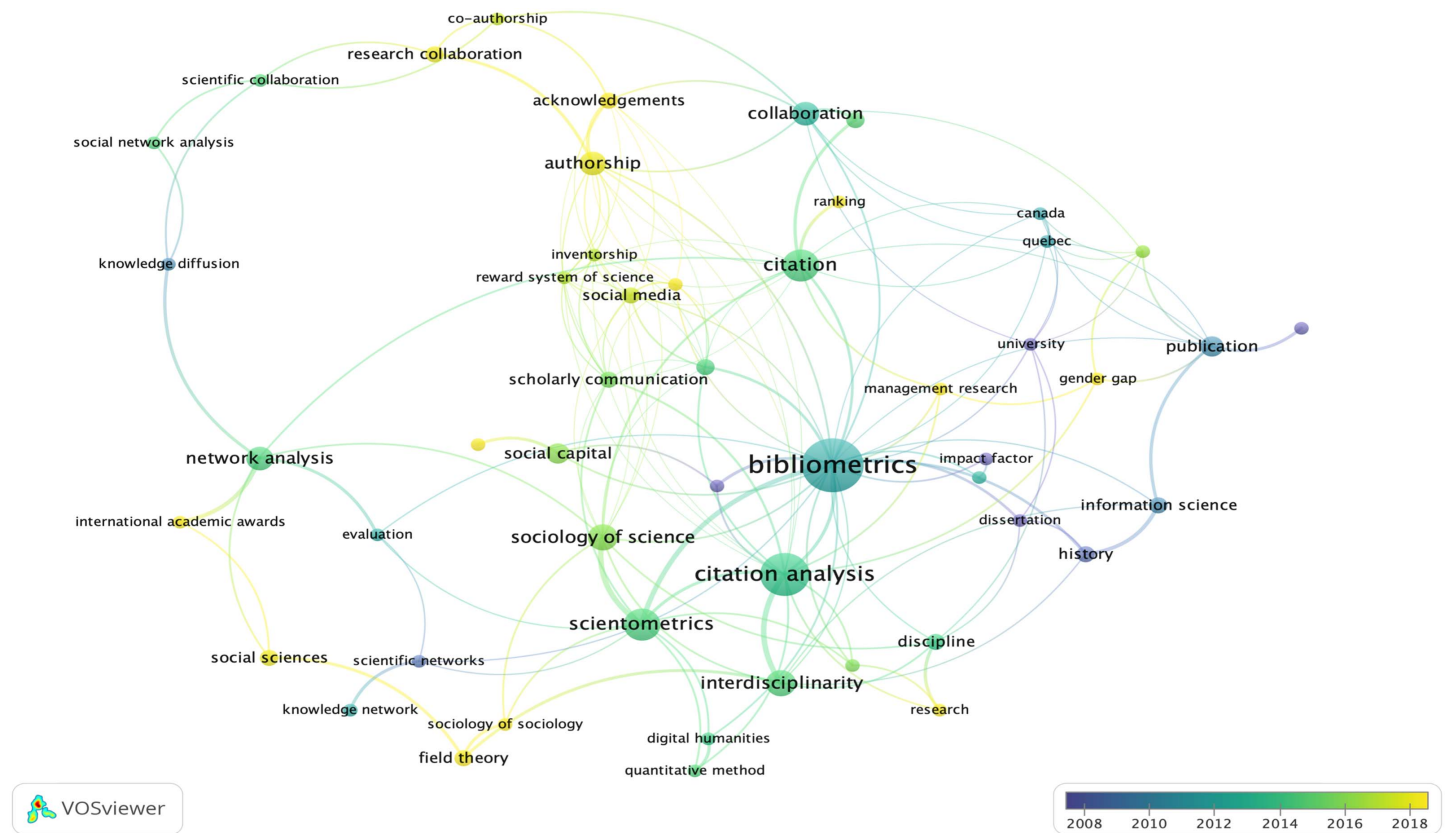 co-authorship
research collaboration
scientific collaboration
acknowledgements
collaboration
social network analysis
authorship
ranking
canada
quebec
inventorship
knowledge diffusion
citation
reward system of science
social media
university
publication
scholarly communication
management research
gender gap
network analysis
social capital
bibliometrics
impact factor
information science
international academic awards
evaluation
sociology of science
dissertation
history
citation analysis
scientometrics
discipline
social sciences
scientific networks
interdisciplinarity
knowledge network
sociology of sociology
research
digital humanities
field theory
quantitative method
VOSviewer
2008 2010 2012 2014 2016 2018